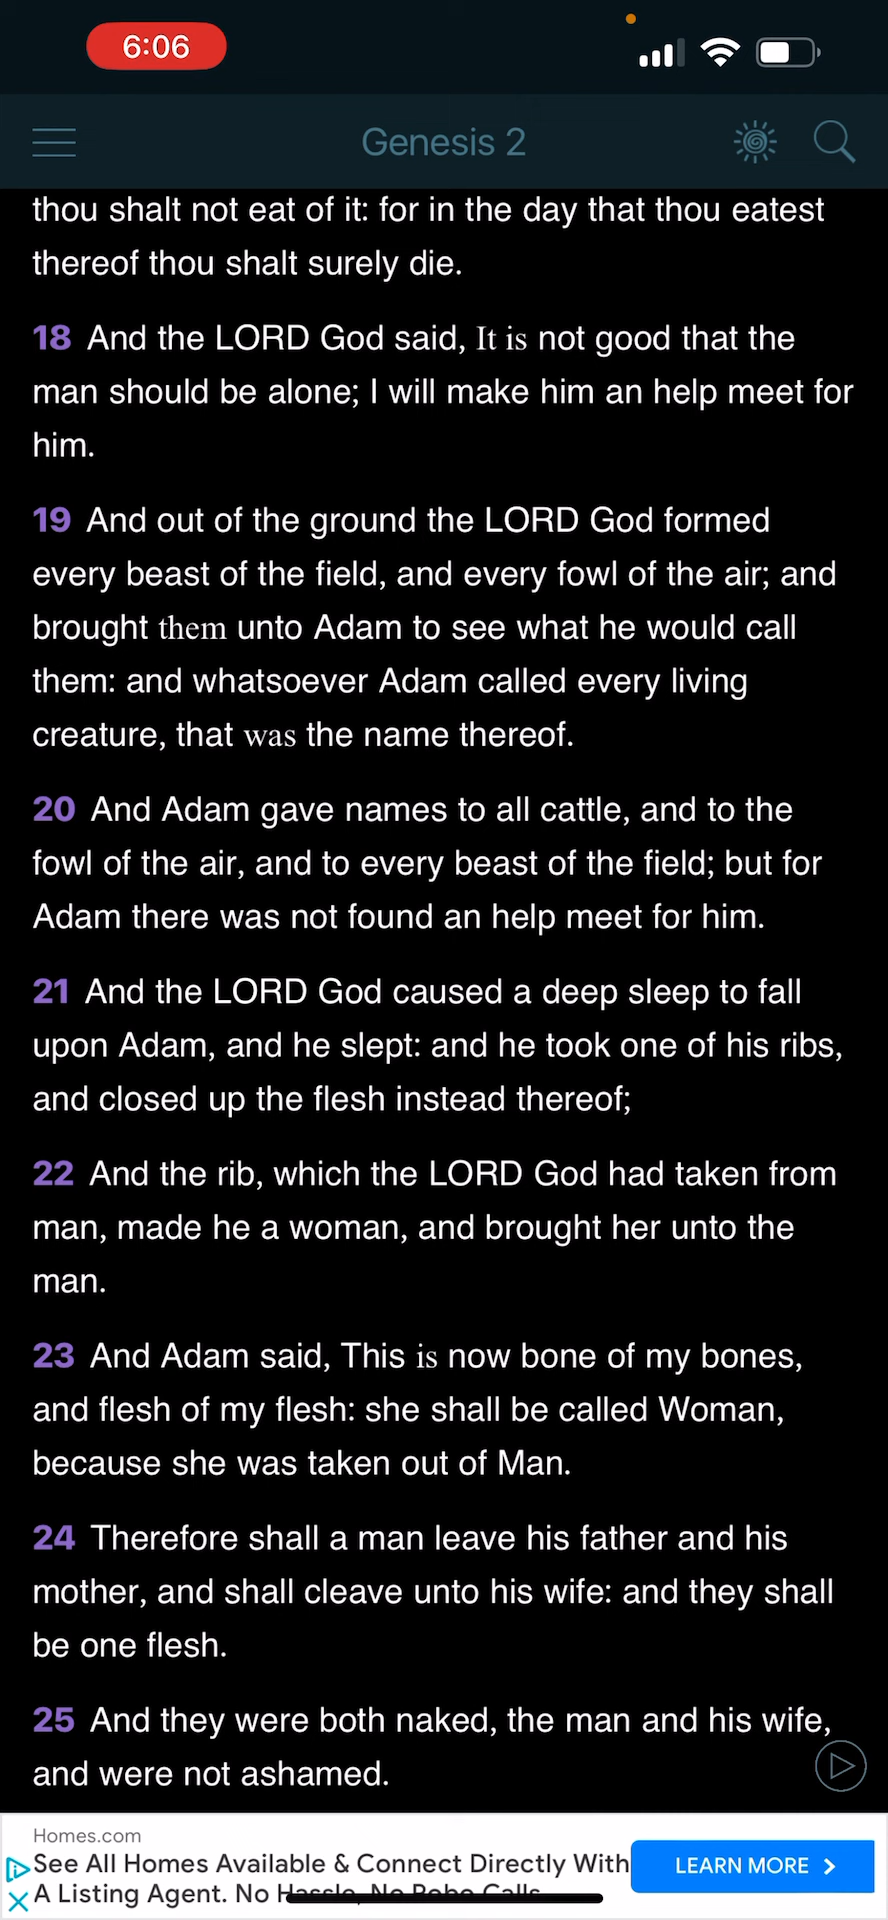 6:06
Genesis 2
thou shalt not eat of it: for in the day that thou eatest
thereof thou shalt surely die.
18 And the LORD God said, It is not good that the
man should be alone; I will make him an help meet for
him.
19 And out of the ground the LORD God formed
every beast of the field, and every fowl of the air; and
brought them unto Adam to see what he would call
them: and whatsoever Adam called every living
creature, that was the name thereof.
20 And Adam gave names to all cattle, and to the
fowl of the air, and to every beast of the field; but for
Adam there was not found an help meet for him.
21 And the LORD God caused a deep sleep to fall
upon Adam, and he slept: and he took one of his ribs,
and closed up the flesh instead thereof;
22 And the rib, which the LORD God had taken from
man, made he a woman, and brought her unto the
man.
23 And Adam said, This is now bone of my bones,
and flesh of my flesh: she shall be called Woman,
because she was taken out of Man.
24 Therefore shall a man leave his father and his
mother, and shall cleave unto his wife: and they shall
be one flesh.
25 And they were both naked, the man and his wife,
and were not ashamed.
Homes.com
See All Homes Available & Connect Directly With
A Listing Agent. No Hassle, No Robo Calls
LEARN MORE